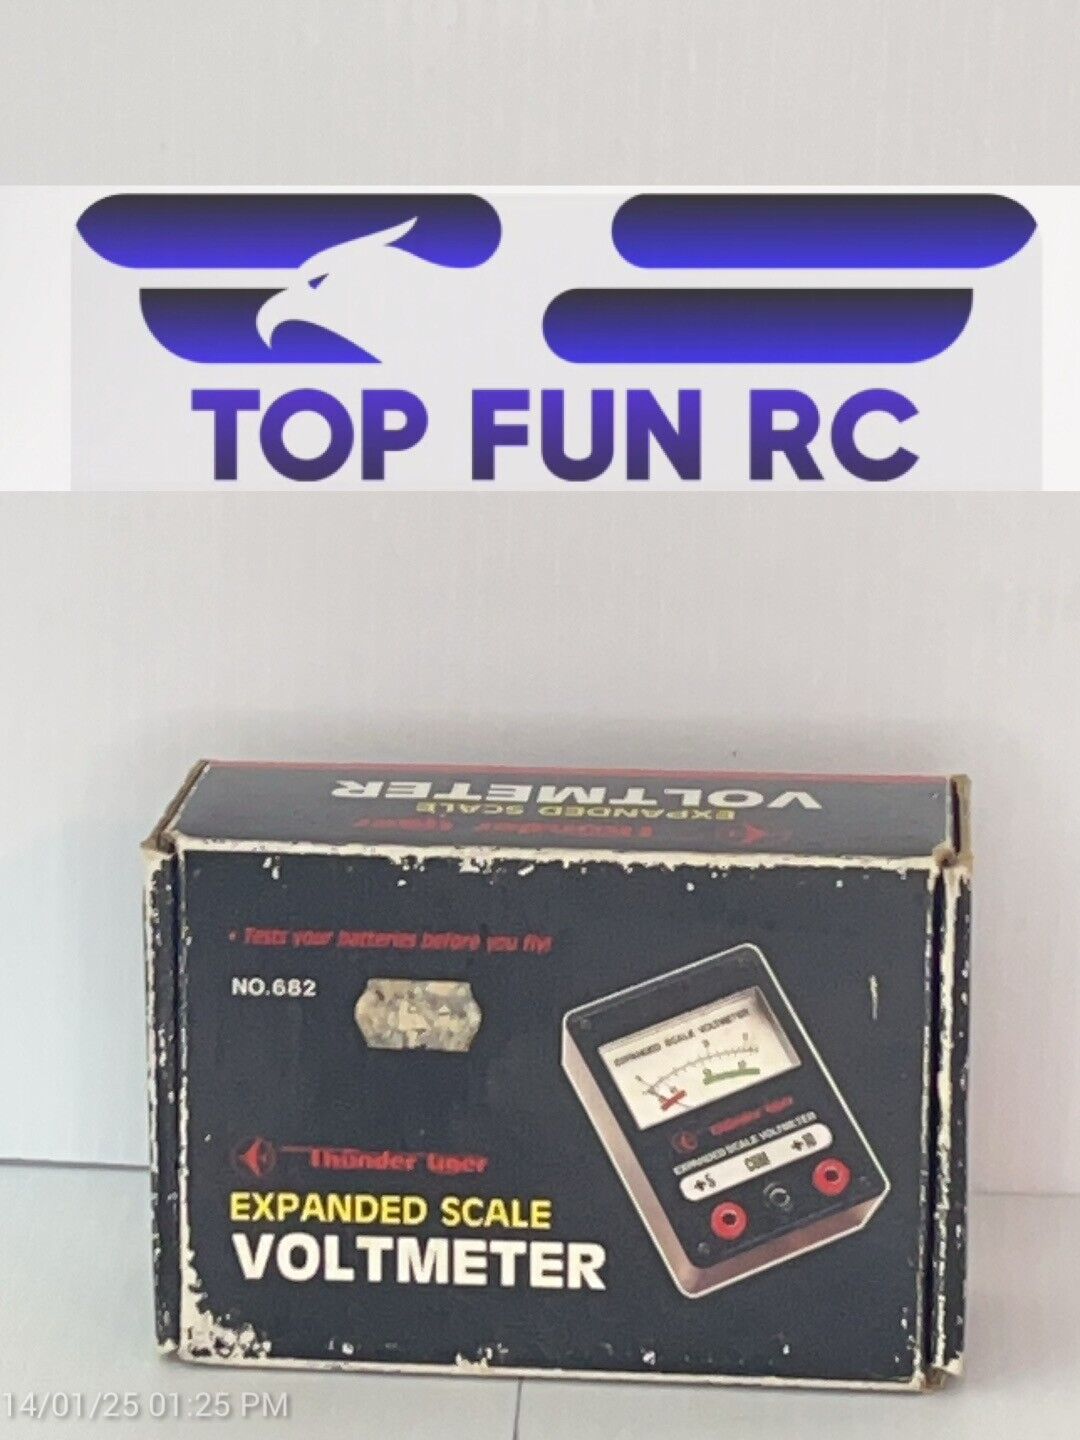 TOP FUN RC
VOLTMETER
EXPANDED SCALE
Thunder tiger
• Tests your batteries before you fly!
NO.682
EXPANDED SCALE VOLTMETER
Thunder tiger
EXPANDED SCALE VOLTMETER
+5 COM +10
Thunder tiger
EXPANDED SCALE
VOLTMETER
14/01/25 01:25 PM